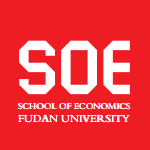 SOE
SCHOOL OF ECONOMICS
FUDAN UNIVERSITY